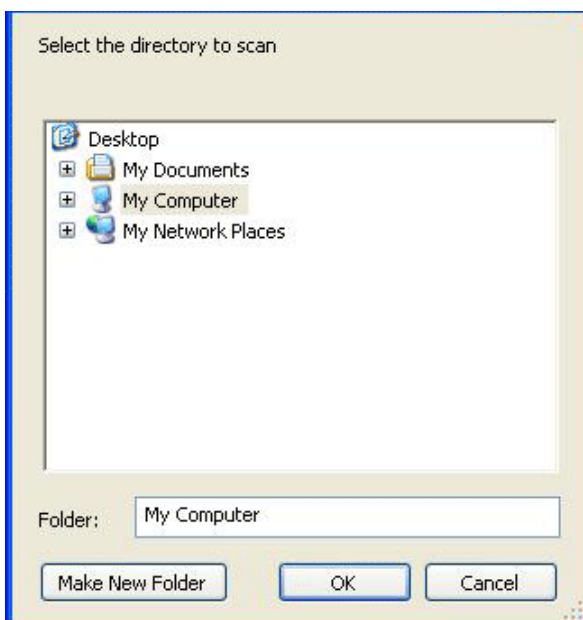 Select the directory to scan
Desktop
My Documents
My Computer
My Network Places
Folder: My Computer
Make New Folder OK Cancel